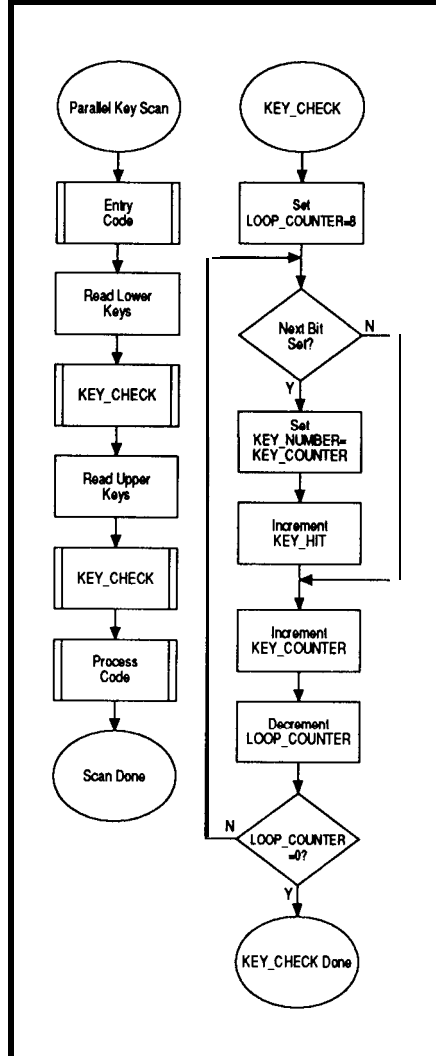 Parallel Key Scan
Entry
Code
Read Lower
Keys
KEY_CHECK
Read Upper
Keys
KEY_CHECK
Process
Code
Scan Done
KEY_CHECK
Set
LOOP_COUNTER=8
Next Bit
Set?
N
Y
Set
KEY_NUMBER=
KEY_COUNTER
Increment
KEY_HIT
Increment
KEY_COUNTER
Decrement
LOOP_COUNTER
N
LOOP_COUNTER
=0?
Y
KEY_CHECK Done